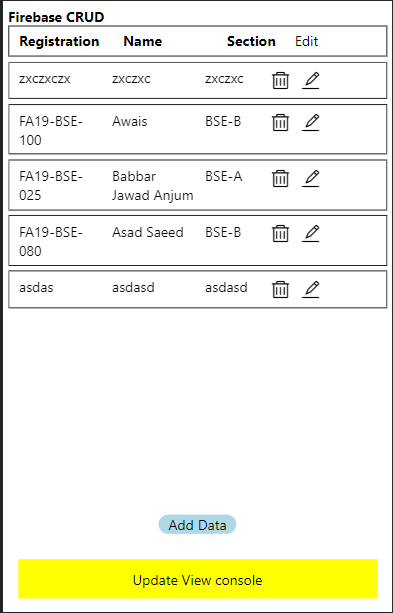 Firebase CRUD
Registration Name Section Edit
zxczxczx zxczxc zxczxc
FA19-BSE- Awais BSE-B
100
FA19-BSE- Babbar BSE-A
025 Jawad Anjum
FA19-BSE- Asad Saeed BSE-B
080
asdas asdasd asdasd
Add Data
Update View console